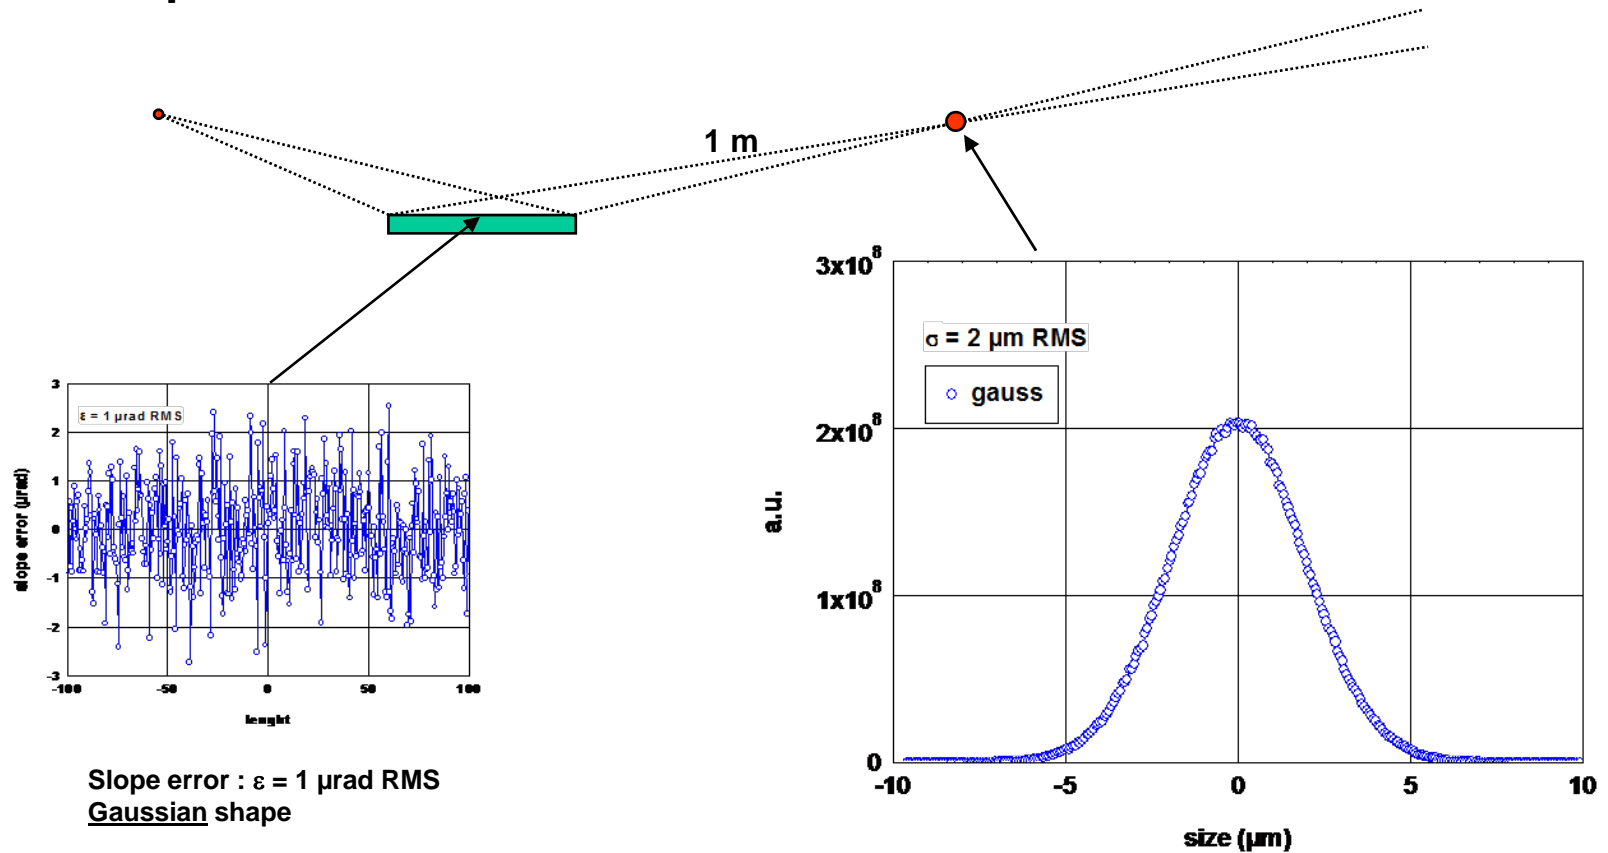 1 m
3
2
1
0
-1
-2
-3
ε = 1 µrad RMS
slope error (µrad)
-100
-50
0
50
100
lenght
Slope error : ε = 1 µrad RMS
Gaussian shape
3x10⁸
2x10⁸
1x10⁸
0
σ = 2 µm RMS
gauss
a.u.
-10
-5
0
5
10
size (µm)